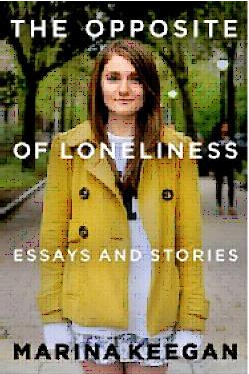 THE OPPOSITE
OF LONELINESS
ESSAYS AND STORIES
MARINA KEEGAN